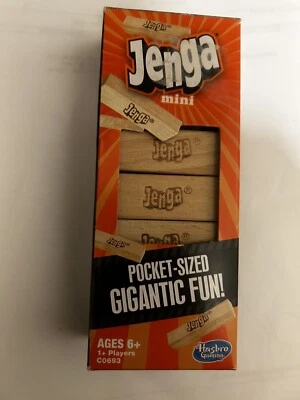 Jenga®
Jenga®
mini
Jenga®
Jenga®
Jenga®
Jenga®
Jenga®
POCKET-SIZED
GIGANTIC FUN!
Jenga®
AGES 6+
1+ Players
C0693
Hasbro
Gaming